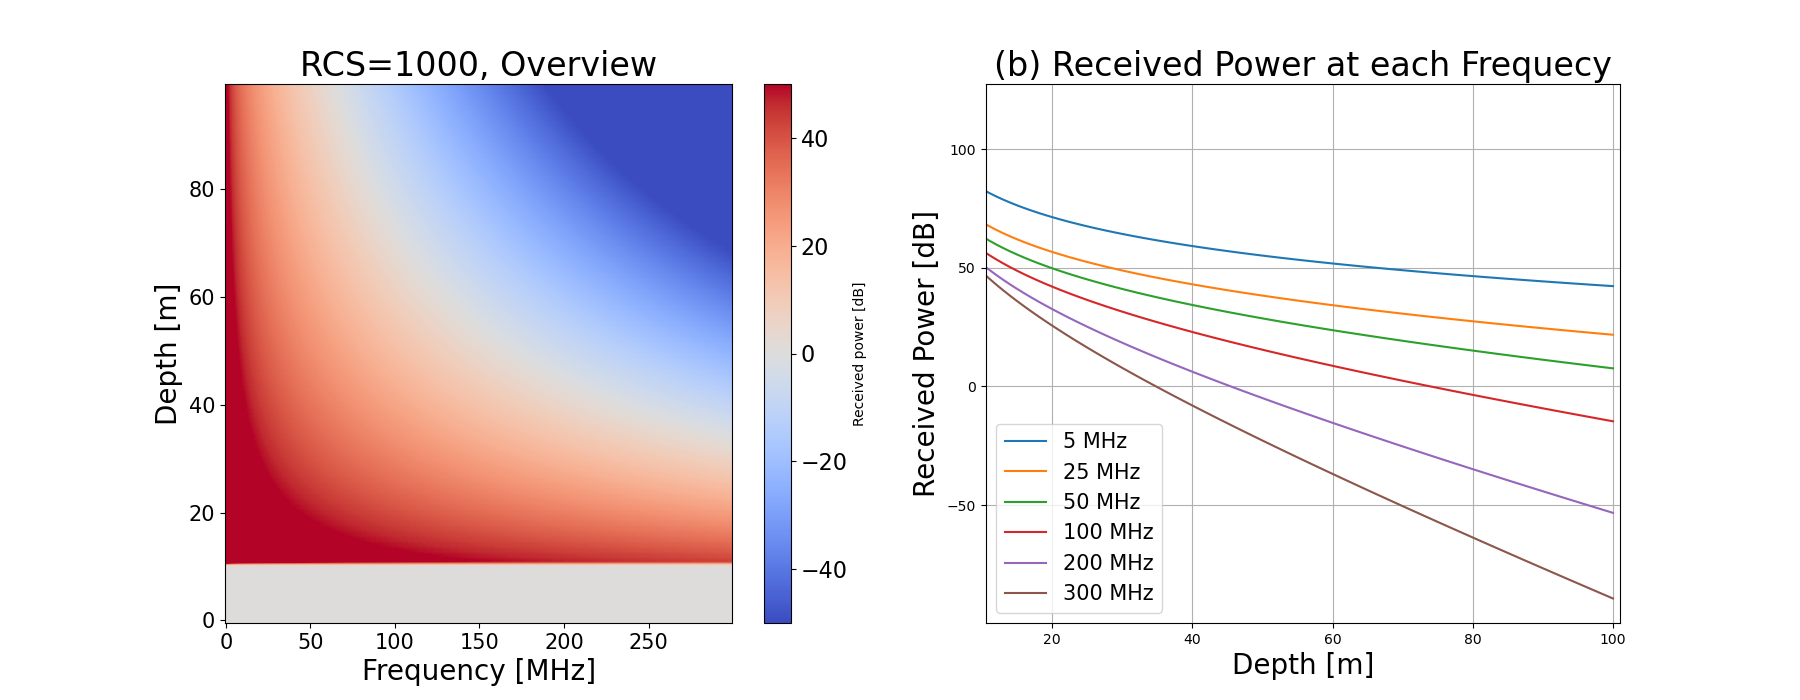 RCS=1000, Overview
80
60
40
20
0
Depth [m]
0 50 100 150 200 250
Frequency [MHz]
40
20
0
−20
−40
Received power [dB]
(b) Received Power at each Frequecy
100
50
0
−50
Received Power [dB]
5 MHz
25 MHz
50 MHz
100 MHz
200 MHz
300 MHz
20 40 60 80 100
Depth [m]